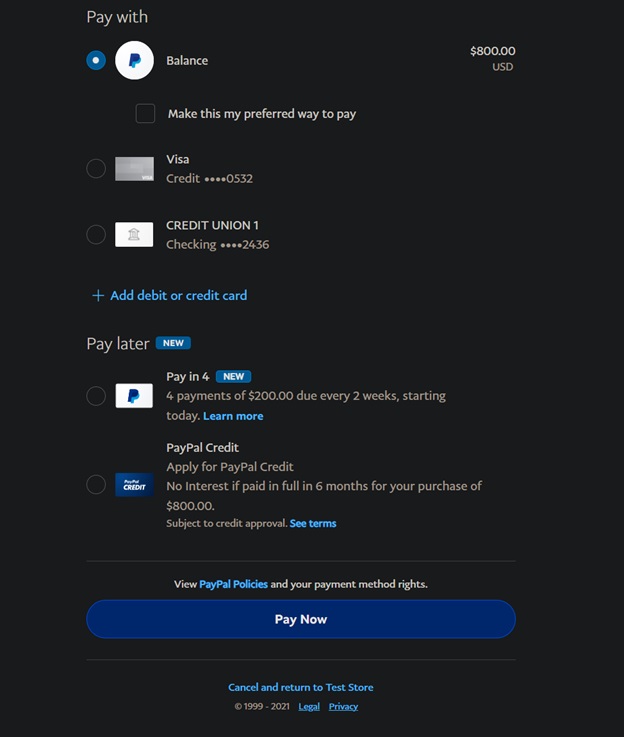 Pay with
Balance
$800.00
USD
Make this my preferred way to pay
Visa
Credit ••••0532
VISA
CREDIT UNION 1
Checking ••••2436
+ Add debit or credit card
Pay later NEW
Pay in 4 NEW
4 payments of $200.00 due every 2 weeks, starting
today. Learn more
PayPal Credit
PayPal
CREDIT
Apply for PayPal Credit
No Interest if paid in full in 6 months for your purchase of
$800.00.
Subject to credit approval. See terms
View PayPal Policies and your payment method rights.
Pay Now
Cancel and return to Test Store
© 1999 - 2021 Legal Privacy